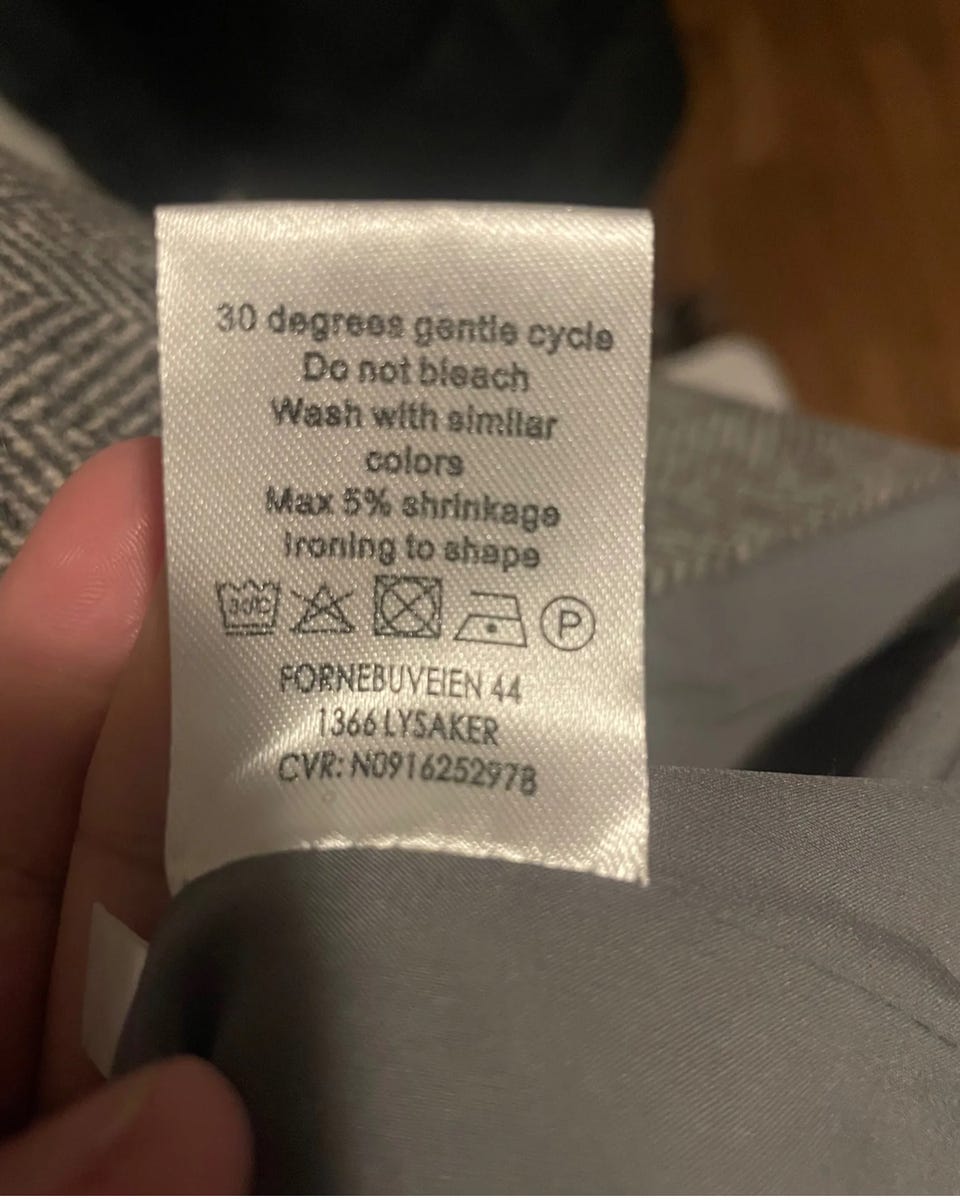 30 degrees gentle cycle
Do not bleach
Wash with similar
colors
Max 5% shrinkage
Ironing to shape
30°C P
FORNEBUVEIEN 44
1366 LYSAKER
CVR: NO916252978